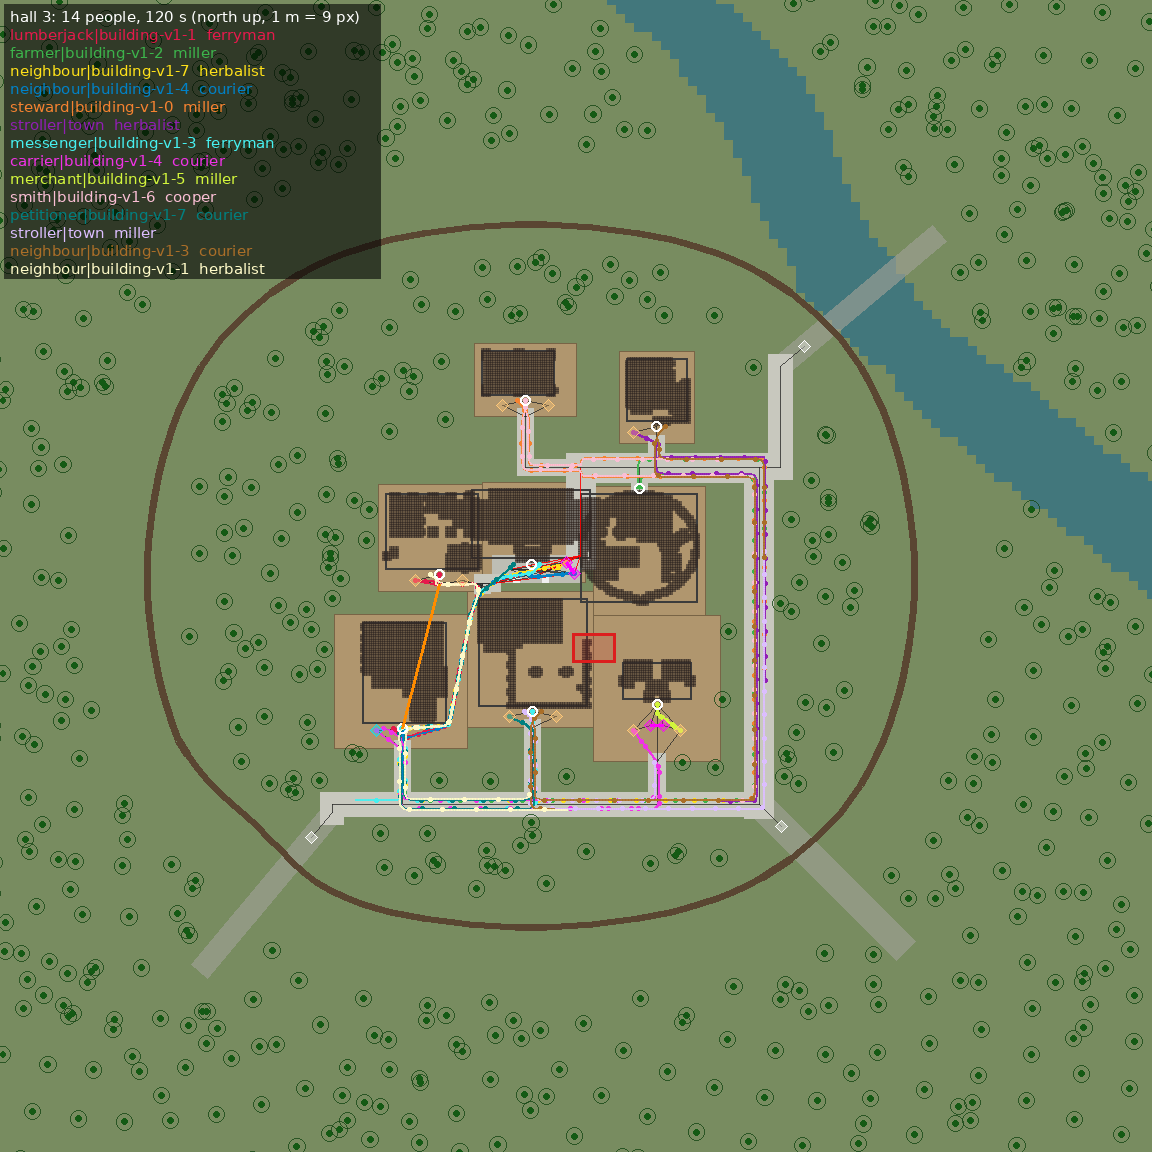 hall 3: 14 people, 120 s (north up, 1 m = 9 px)
lumberjack|building-v1-1 ferryman
farmer|building-v1-2 miller
neighbour|building-v1-7 herbalist
neighbour|building-v1-4 courier
steward|building-v1-0 miller
stroller|town herbalist
messenger|building-v1-3 ferryman
carrier|building-v1-4 courier
merchant|building-v1-5 miller
smith|building-v1-6 cooper
petitioner|building-v1-7 courier
stroller|town miller
neighbour|building-v1-3 courier
neighbour|building-v1-1 herbalist